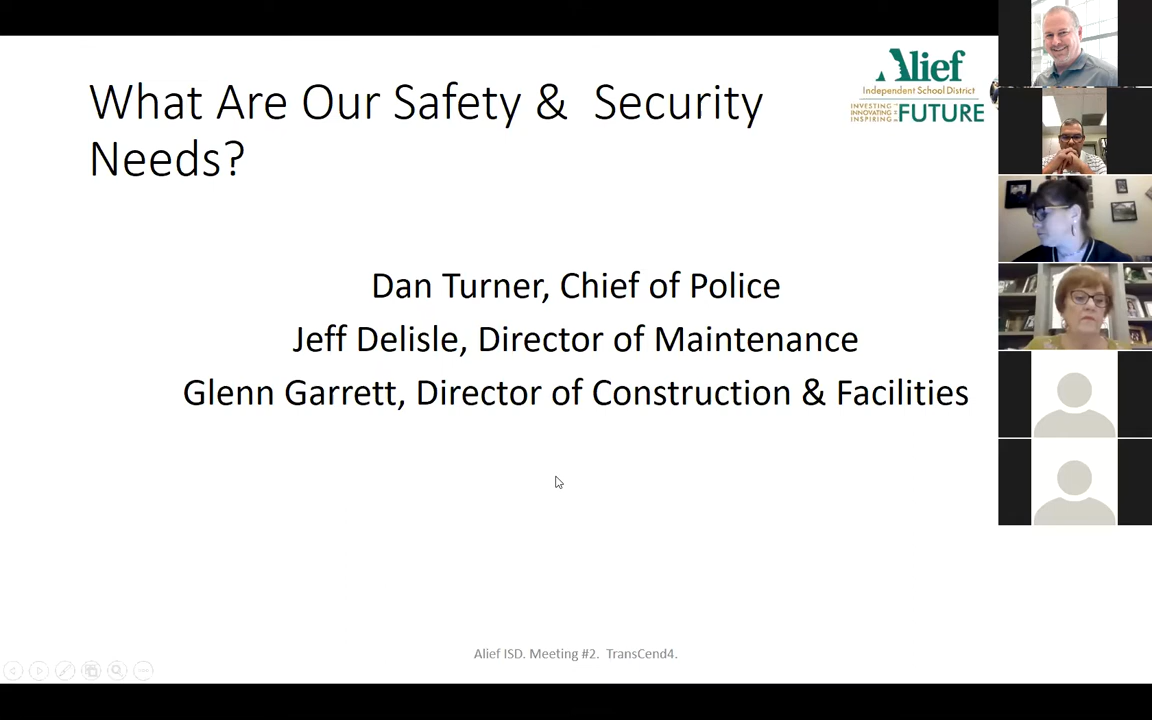 What Are Our Safety & Security
Needs?
Alief
Independent School District
INVESTING
INNOVATING
INSPIRING
FUTURE
Dan Turner, Chief of Police
Jeff Delisle, Director of Maintenance
Glenn Garrett, Director of Construction & Facilities
Alief ISD. Meeting #2. TransCend4.